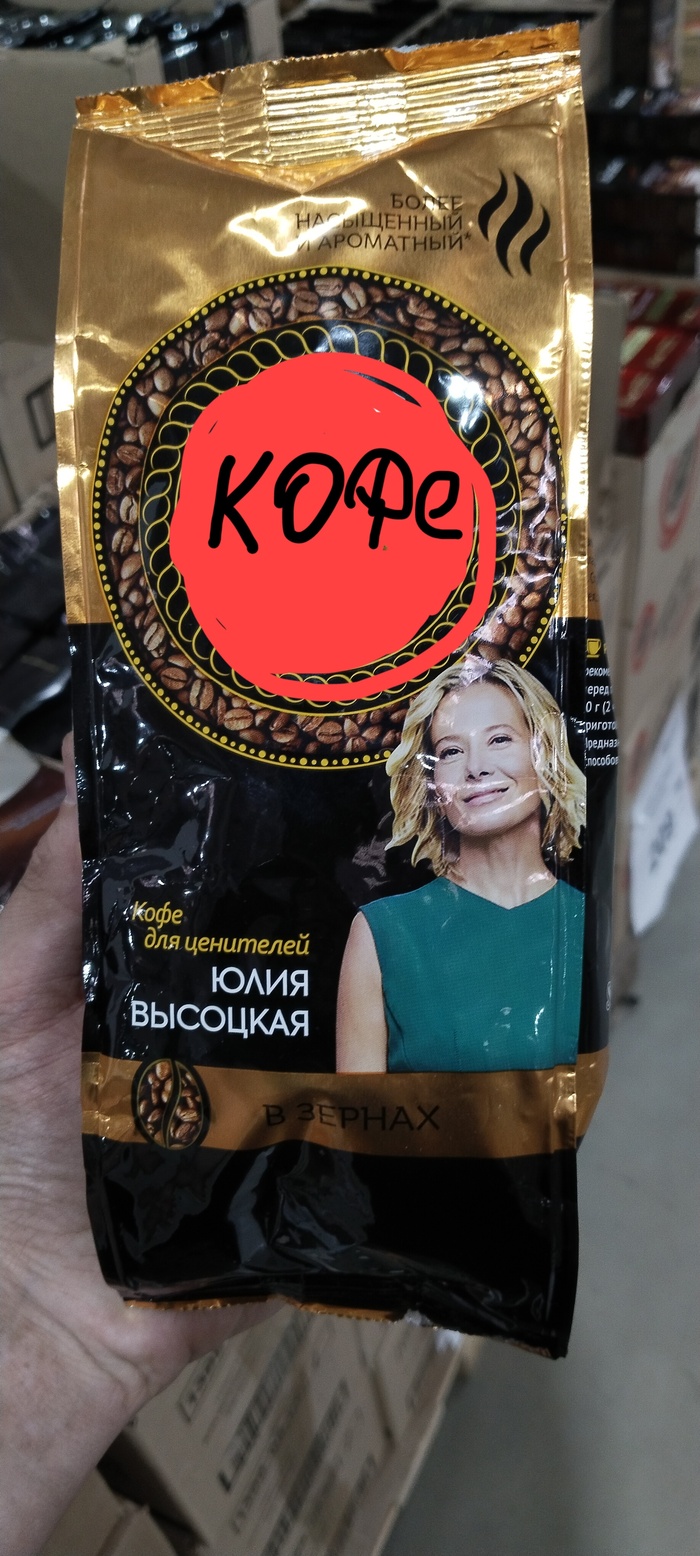 БОЛЕЕ
НАСЫЩЕННЫЙ
И АРОМАТНЫЙ*
КОФе
Кофе
для ценителей
ЮЛИЯ
ВЫСОЦКАЯ
В ЗЕРНАХ